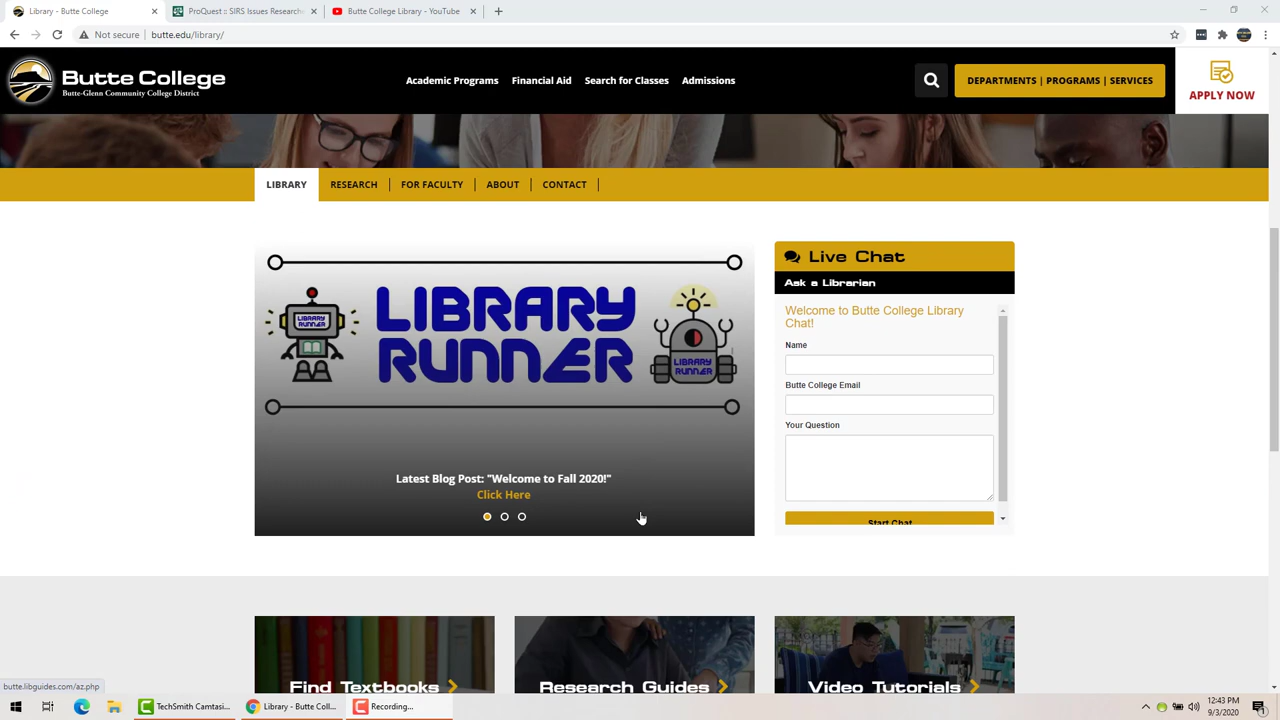 Library - Butte College
ProQuest :: SIRS Issues Researche
Butte College Library - YouTube
Not secure
butte.edu/library/
Butte College
Butte-Glenn Community College District
Academic Programs
Financial Aid
Search for Classes
Admissions
DEPARTMENTS | PROGRAMS | SERVICES
APPLY NOW
LIBRARY
RESEARCH
FOR FACULTY
ABOUT
CONTACT
LIBRARY
LIBRARY
RUNNER
LIBRARY
RUNNER
Latest Blog Post: "Welcome to Fall 2020!"
Click Here
Live Chat
Ask a Librarian
Welcome to Butte College Library
Chat!
Name
Butte College Email
Your Question
Start Chat
Find Textbooks
Research Guides
Video Tutorials
butte.libguides.com/az.php
TechSmith Camtasi...
Library - Butte Coll...
Recording...
12:43 PM
9/3/2020
1